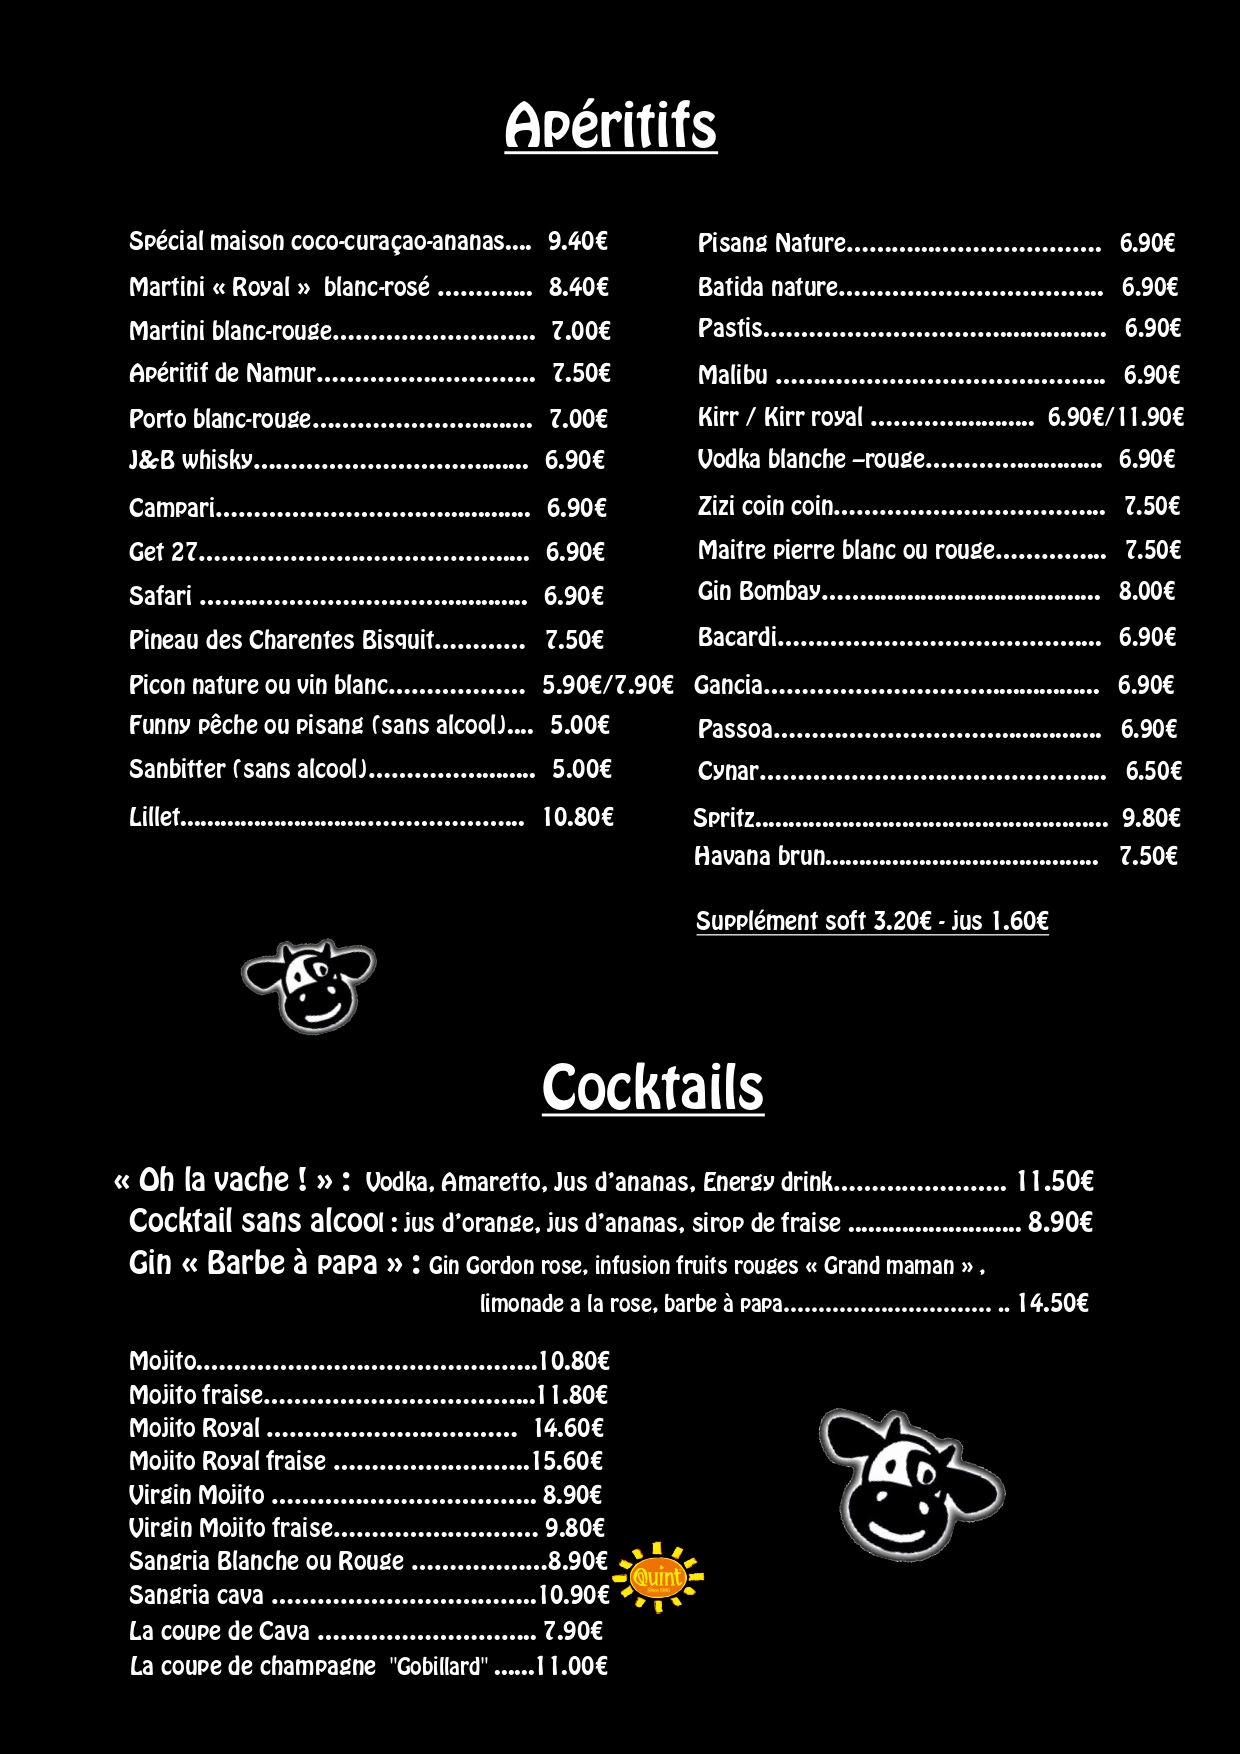 Apéritifs
Spécial maison coco-curaçao-ananas.... 9.40€
Martini « Royal » blanc-rosé ............. 8.40€
Martini blanc-rouge........................... 7.00€
Apéritif de Namur............................. 7.50€
Porto blanc-rouge............................. 7.00€
J&B whisky.................................... 6.90€
Campari.......................................... 6.90€
Get 27............................................ 6.90€
Safari ............................................ 6.90€
Pineau des Charentes Bisquit............ 7.50€
Picon nature ou vin blanc.................. 5.90€/7.90€
Funny pêche ou pisang (sans alcool).... 5.00€
Sanbitter (sans alcool)....................... 5.00€
Lillet................................................ 10.80€
Pisang Nature.................................. 6.90€
Batida nature................................... 6.90€
Pastis.............................................. 6.90€
Malibu ............................................ 6.90€
Kirr / Kirr royal ....................... 6.90€/11.90€
Vodka blanche –rouge......................... 6.90€
Zizi coin coin.................................... 7.50€
Maitre pierre blanc ou rouge............... 7.50€
Gin Bombay...................................... 8.00€
Bacardi........................................... 6.90€
Gancia.............................................. 6.90€
Passoa............................................ 6.90€
Cynar.............................................. 6.50€
Spritz.................................................. 9.80€
Havana brun........................................ 7.50€
Supplément soft 3.20€ - jus 1.60€
Cocktails
« Oh la vache ! » : Vodka, Amaretto, Jus d’ananas, Energy drink....................... 11.50€
Cocktail sans alcool : jus d’orange, jus d’ananas, sirop de fraise .......................... 8.90€
Gin « Barbe à papa » : Gin Gordon rose, infusion fruits rouges « Grand maman » ,
limonade a la rose, barbe à papa.............................. .. 14.50€
Mojito.............................................10.80€
Mojito fraise....................................11.80€
Mojito Royal ................................. 14.60€
Mojito Royal fraise ..........................15.60€
Virgin Mojito ................................... 8.90€
Virgin Mojito fraise........................... 9.80€
Sangria Blanche ou Rouge ..................8.90€
Sangria cava ...................................10.90€
La coupe de Cava ............................. 7.90€
La coupe de champagne "Gobillard" ......11.00€
Quint